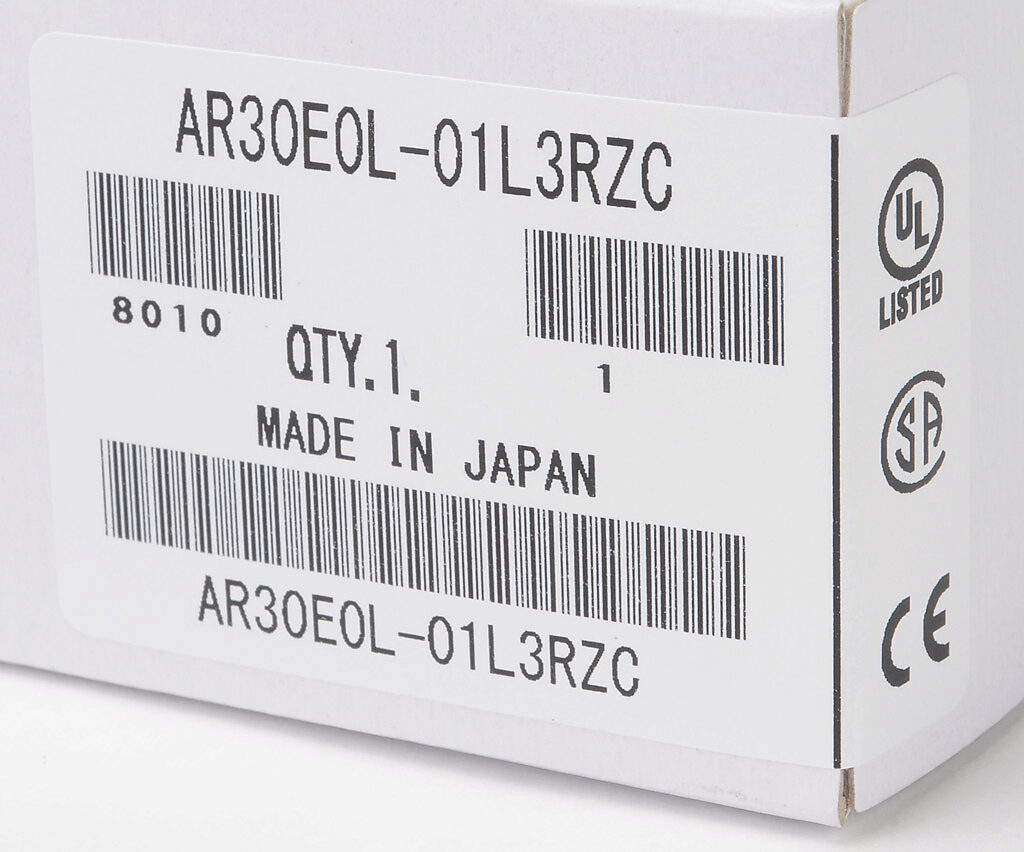 AR30E0L-01L3RZC
8010
1
QTY.1.
MADE IN JAPAN
AR30E0L-01L3RZC
UL
LISTED
SA
CE